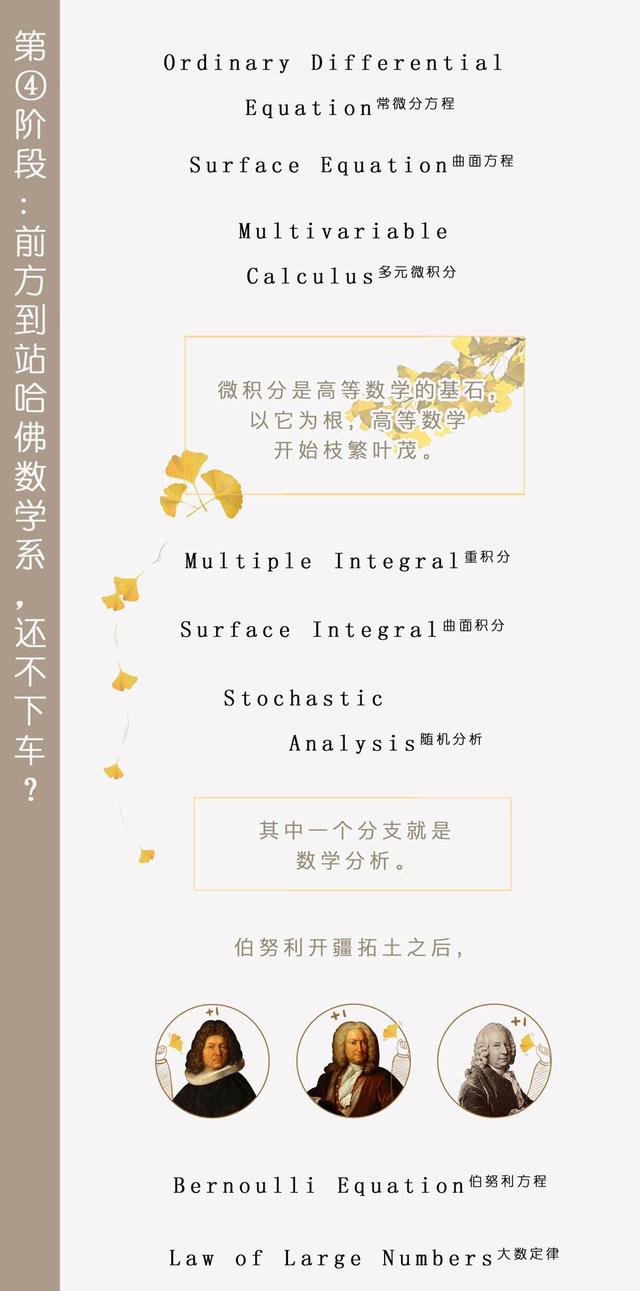 第④阶段：前方到站哈佛数学系，还不下车？
Ordinary Differential
Equation常微分方程
Surface Equation曲面方程
Multivariable
Calculus多元微积分
微积分是高等数学的基石，
以它为根，高等数学
开始枝繁叶茂。
Multiple Integral重积分
Surface Integral曲面积分
Stochastic
Analysis随机分析
其中一个分支就是
数学分析。
伯努利开疆拓土之后，
+1
+1
+1
Bernoulli Equation伯努利方程
Law of Large Numbers大数定律